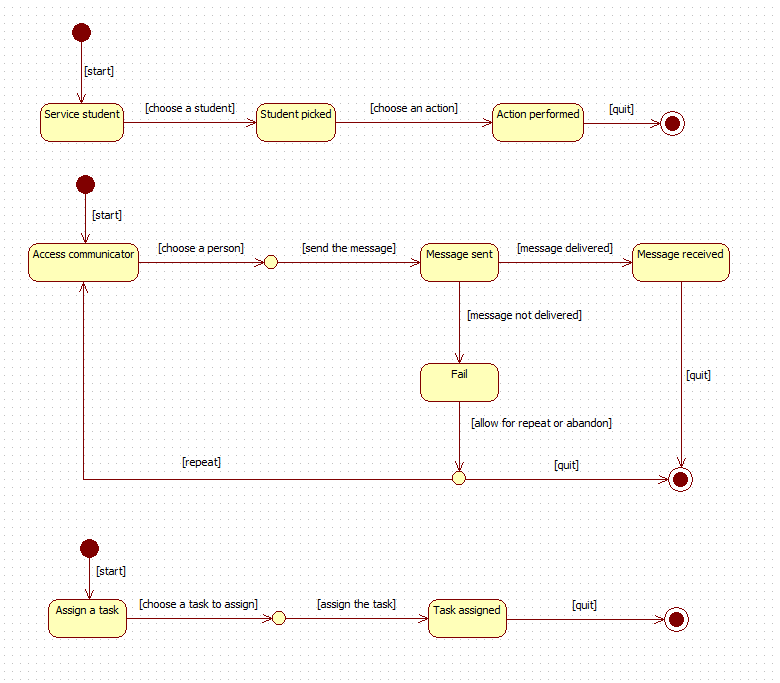 [start]
[choose a student]
[choose an action]
[quit]
Service student
Student picked
Action performed
[start]
[choose a person]
[send the message]
[message delivered]
Access communicator
Message sent
Message received
[message not delivered]
Fail
[quit]
[allow for repeat or abandon]
[repeat]
[quit]
[start]
[choose a task to assign]
[assign the task]
[quit]
Assign a task
Task assigned